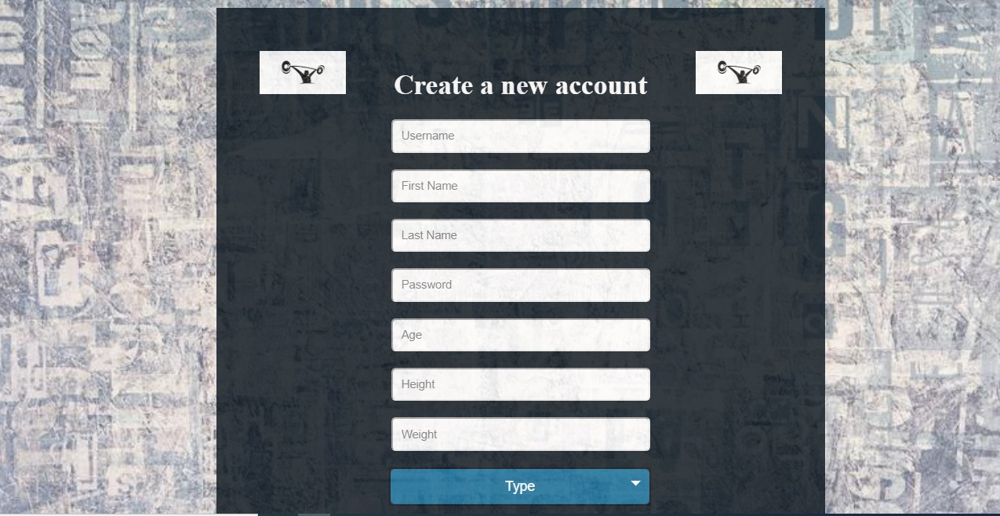 Create a new account
Username
First Name
Last Name
Password
Age
Height
Weight
Type